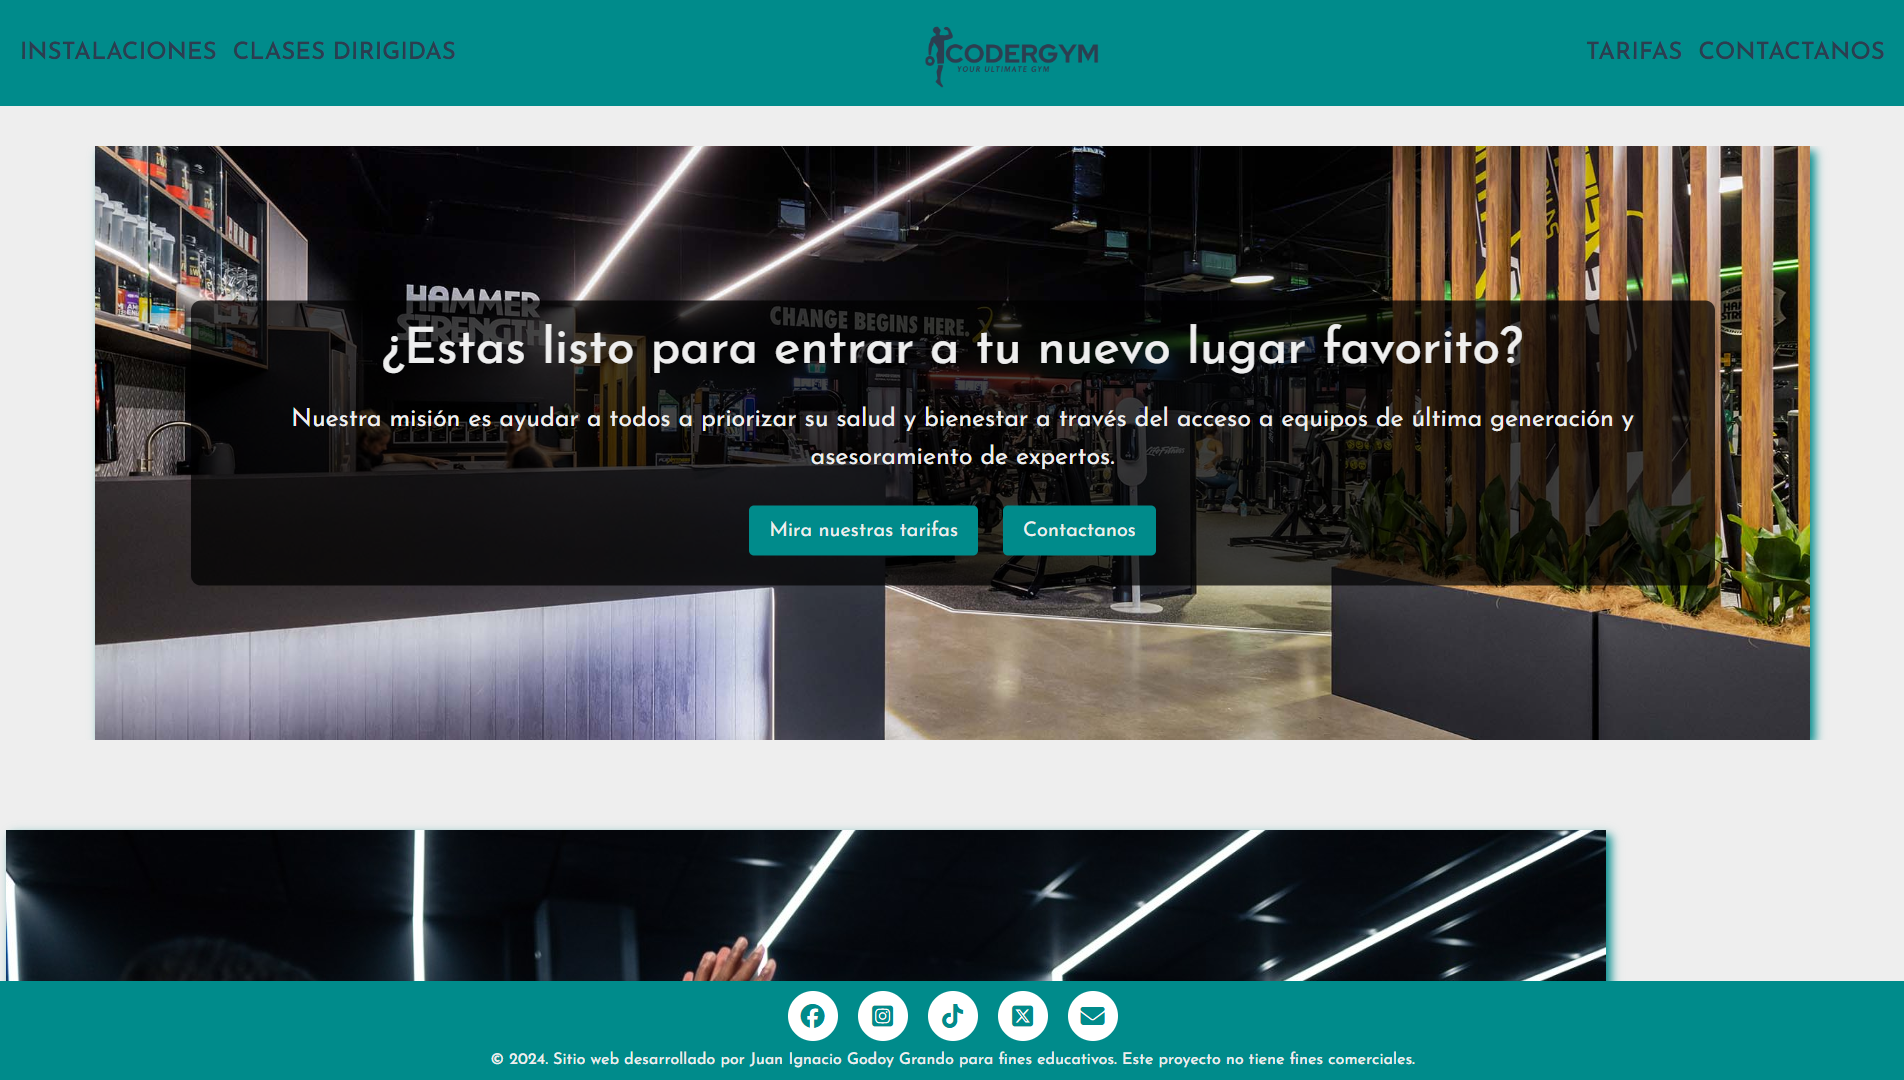 INSTALACIONES CLASES DIRIGIDAS
CODERGYM
YOUR ULTIMATE GYM
TARIFAS CONTACTANOS
HAMMER
STRENGTH
CHANGE BEGINS HERE.
¿Estas listo para entrar a tu nuevo lugar favorito?
Nuestra misión es ayudar a todos a priorizar su salud y bienestar a través del acceso a equipos de última generación y
asesoramiento de expertos.
Mira nuestras tarifas
Contactanos
© 2024. Sitio web desarrollado por Juan Ignacio Godoy Grando para fines educativos. Este proyecto no tiene fines comerciales.